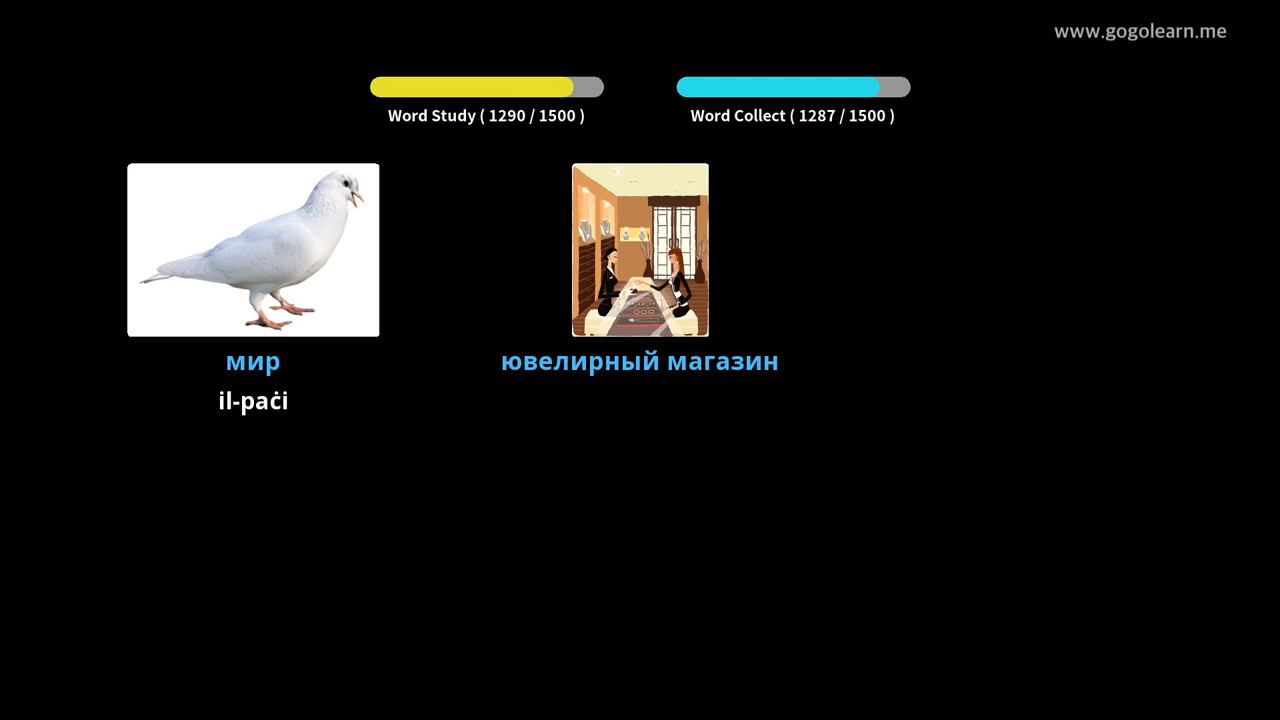 www.gogolearn.me
Word Study ( 1290 / 1500 )
Word Collect ( 1287 / 1500 )
мир
il-paċi
ювелирный магазин